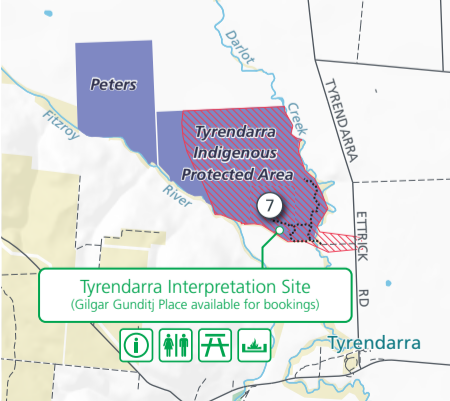 Peters
Darlot
Creek
Fitzroy
River
TYRENDARRA
ETTRICK RD
Tyrendarra
Indigenous
Protected Area
7
Tyrendarra Interpretation Site
(Gilgar Gunditj Place available for bookings)
i
Tyrendarra